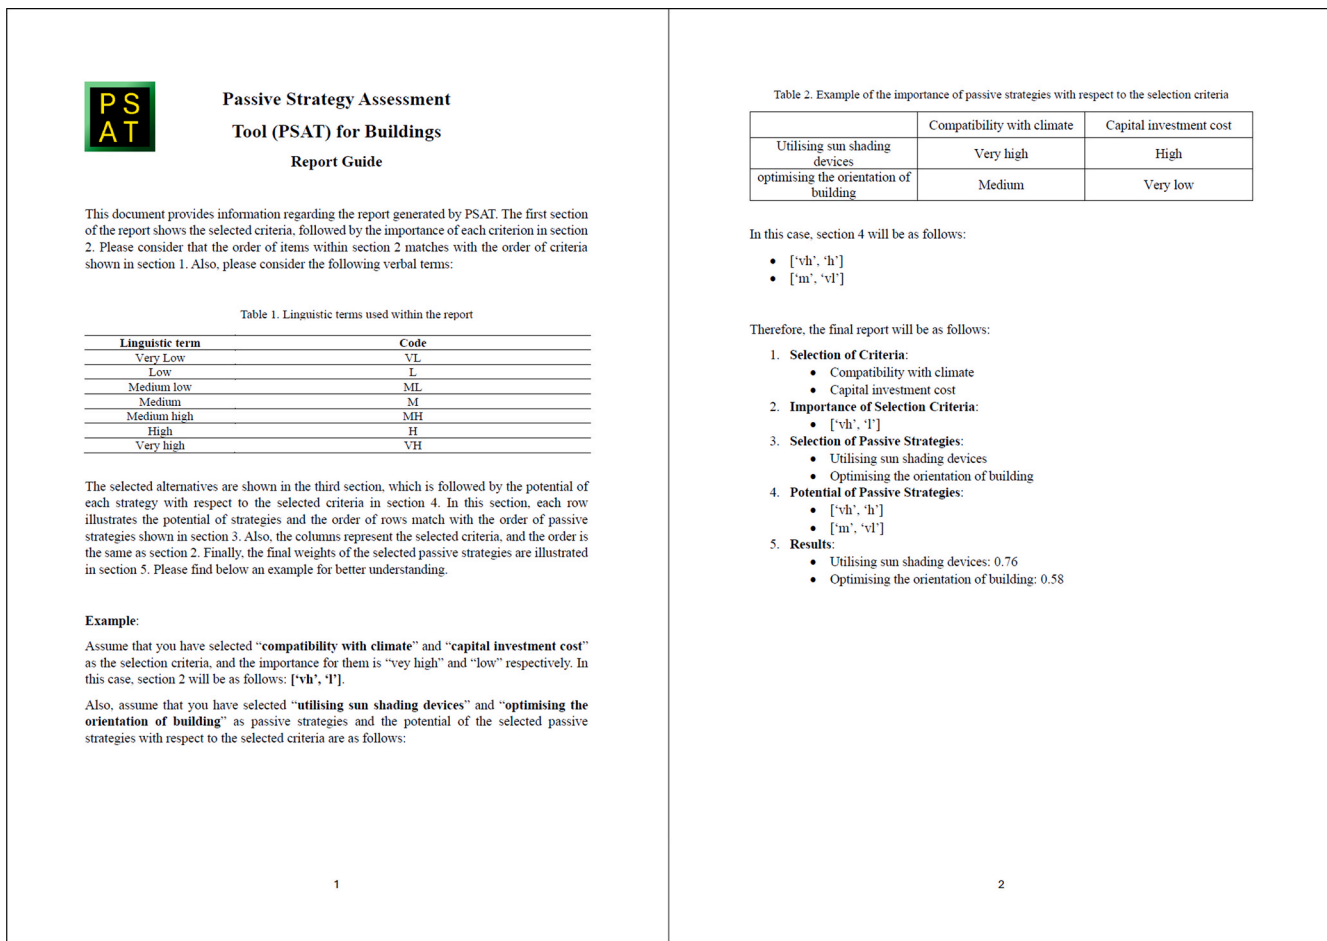 P S
A T
Passive Strategy Assessment
Tool (PSAT) for Buildings
Report Guide
This document provides information regarding the report generated by PSAT. The first section
of the report shows the selected criteria, followed by the importance of each criterion in section
2. Please consider that the order of items within section 2 matches with the order of criteria
shown in section 1. Also, please consider the following verbal terms:
Table 1. Linguistic terms used within the report
Linguistic term Code
Very Low VL
Low L
Medium low ML
Medium M
Medium high MH
High H
Very high VH
The selected alternatives are shown in the third section, which is followed by the potential of
each strategy with respect to the selected criteria in section 4. In this section, each row
illustrates the potential of strategies and the order of rows match with the order of passive
strategies shown in section 3. Also, the columns represent the selected criteria, and the order is
the same as section 2. Finally, the final weights of the selected passive strategies are illustrated
in section 5. Please find below an example for better understanding.
Example:
Assume that you have selected “compatibility with climate” and “capital investment cost”
as the selection criteria, and the importance for them is “vey high” and “low” respectively. In
this case, section 2 will be as follows: [‘vh’, ‘l’].
Also, assume that you have selected “utilising sun shading devices” and “optimising the
orientation of building” as passive strategies and the potential of the selected passive
strategies with respect to the selected criteria are as follows:
1
Table 2. Example of the importance of passive strategies with respect to the selection criteria
Compatibility with climate Capital investment cost
Utilising sun shading
devices Very high High
optimising the orientation of
building Medium Very low
In this case, section 4 will be as follows:
• [‘vh’, ‘h’]
• [‘m’, ‘vl’]
Therefore, the final report will be as follows:
1. Selection of Criteria:
• Compatibility with climate
• Capital investment cost
2. Importance of Selection Criteria:
• [‘vh’, ‘l’]
3. Selection of Passive Strategies:
• Utilising sun shading devices
• Optimising the orientation of building
4. Potential of Passive Strategies:
• [‘vh’, ‘h’]
• [‘m’, ‘vl’]
5. Results:
• Utilising sun shading devices: 0.76
• Optimising the orientation of building: 0.58
2